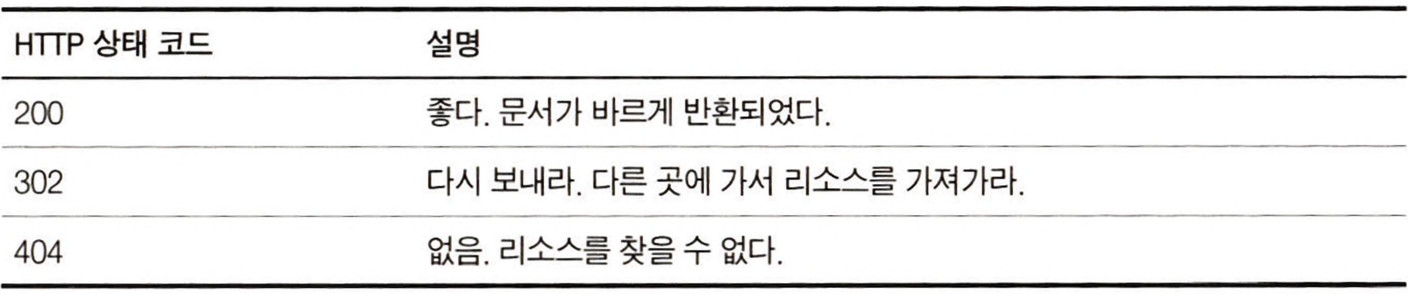 HTTP 상태 코드 설명
200 좋다. 문서가 바르게 반환되었다.
302 다시 보내라. 다른 곳에 가서 리소스를 가져가라.
404 없음. 리소스를 찾을 수 없다.